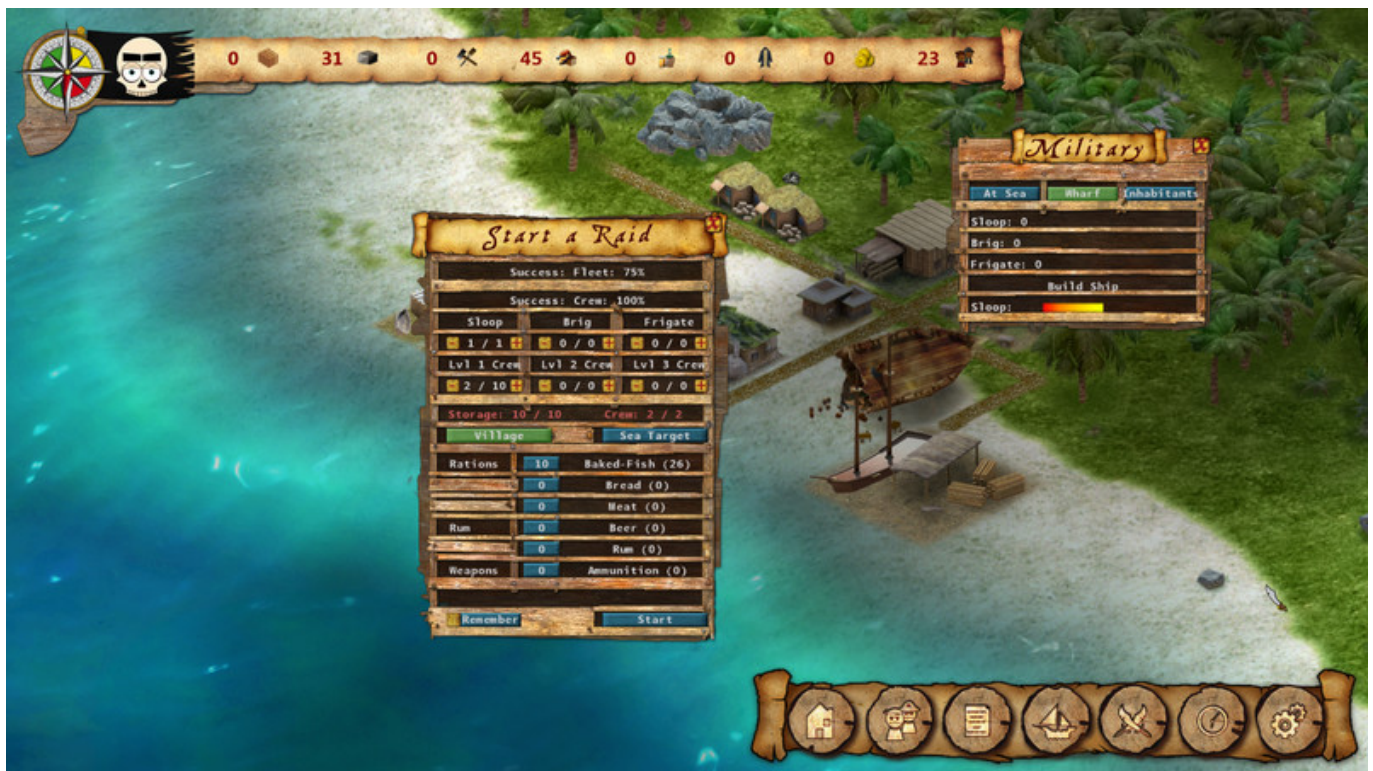 0 31 0 45 0 0 0 23
Military
At Sea Wharf Inhabitants
Sloop: 0
Brig: 0
Frigate: 0
Build Ship
Sloop:
Start a Raid
Success: Fleet: 75%
Success: Crew: 100%
Sloop Brig Frigate
1 / 1 0 / 0 0 / 0
Lvl 1 Crew Lvl 2 Crew Lvl 3 Crew
2 / 10 0 / 0 0 / 0
Storage: 10 / 10 Crew: 2 / 2
Village Sea Target
Rations 10 Baked-Fish (26)
0 Bread (0)
0 Meat (0)
Rum 0 Beer (0)
0 Rum (0)
Weapons 0 Ammunition (0)
Remember Start